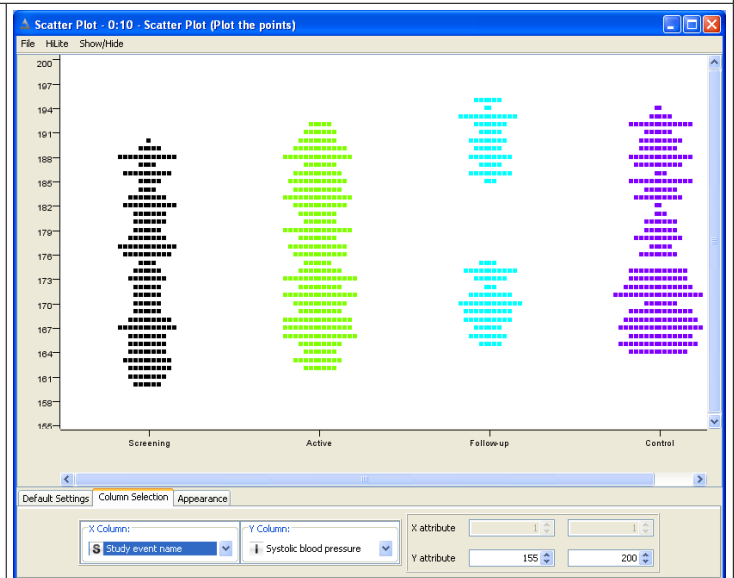 Scatter Plot - 0:10 - Scatter Plot (Plot the points)
File HiLite Show/Hide
200
197
194
191
188
185
182
179
176
173
170
167
164
161
158
155
Screening Active Follow-up Control
Default Settings Column Selection Appearance
X Column: Y Column:
S Study event name I Systolic blood pressure
X attribute 1 1
Y attribute 155 200